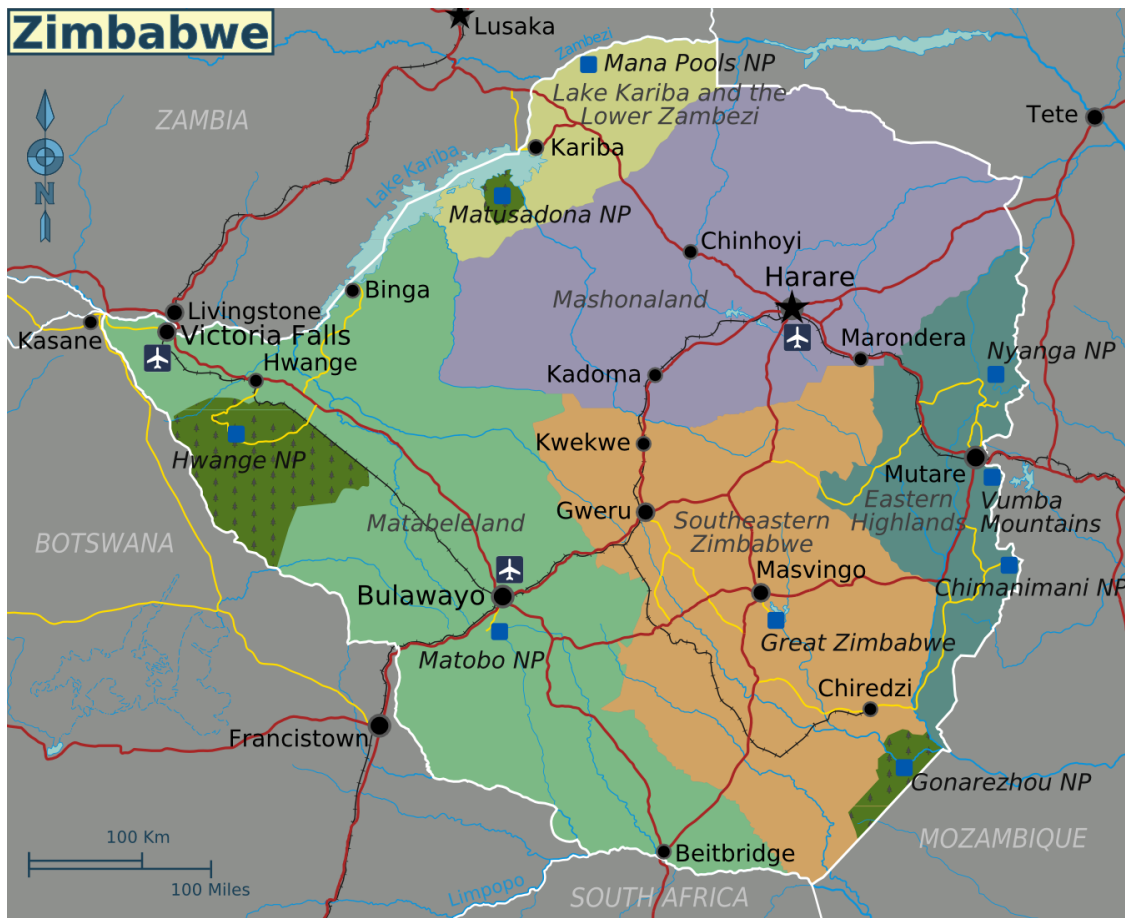 Zimbabwe
Lusaka
Zambezi
Mana Pools NP
Lake Kariba and the
Lower Zambezi
ZAMBIA
Tete
Kariba
Lake Kariba
N
Matusadona NP
Chinhoyi
Harare
Binga
Mashonaland
Livingstone
Kasane
Victoria Falls
Marondera
Nyanga NP
Hwange
Kadoma
Kwekwe
Hwange NP
Mutare
Eastern
Highlands
Vumba
Mountains
Gweru
Matabeleland
Southeastern
Zimbabwe
BOTSWANA
Masvingo
Chimanimani NP
Bulawayo
Great Zimbabwe
Matobo NP
Chiredzi
Francistown
Gonarezhou NP
100 Km
MOZAMBIQUE
Beitbridge
100 Miles
Limpopo
SOUTH AFRICA